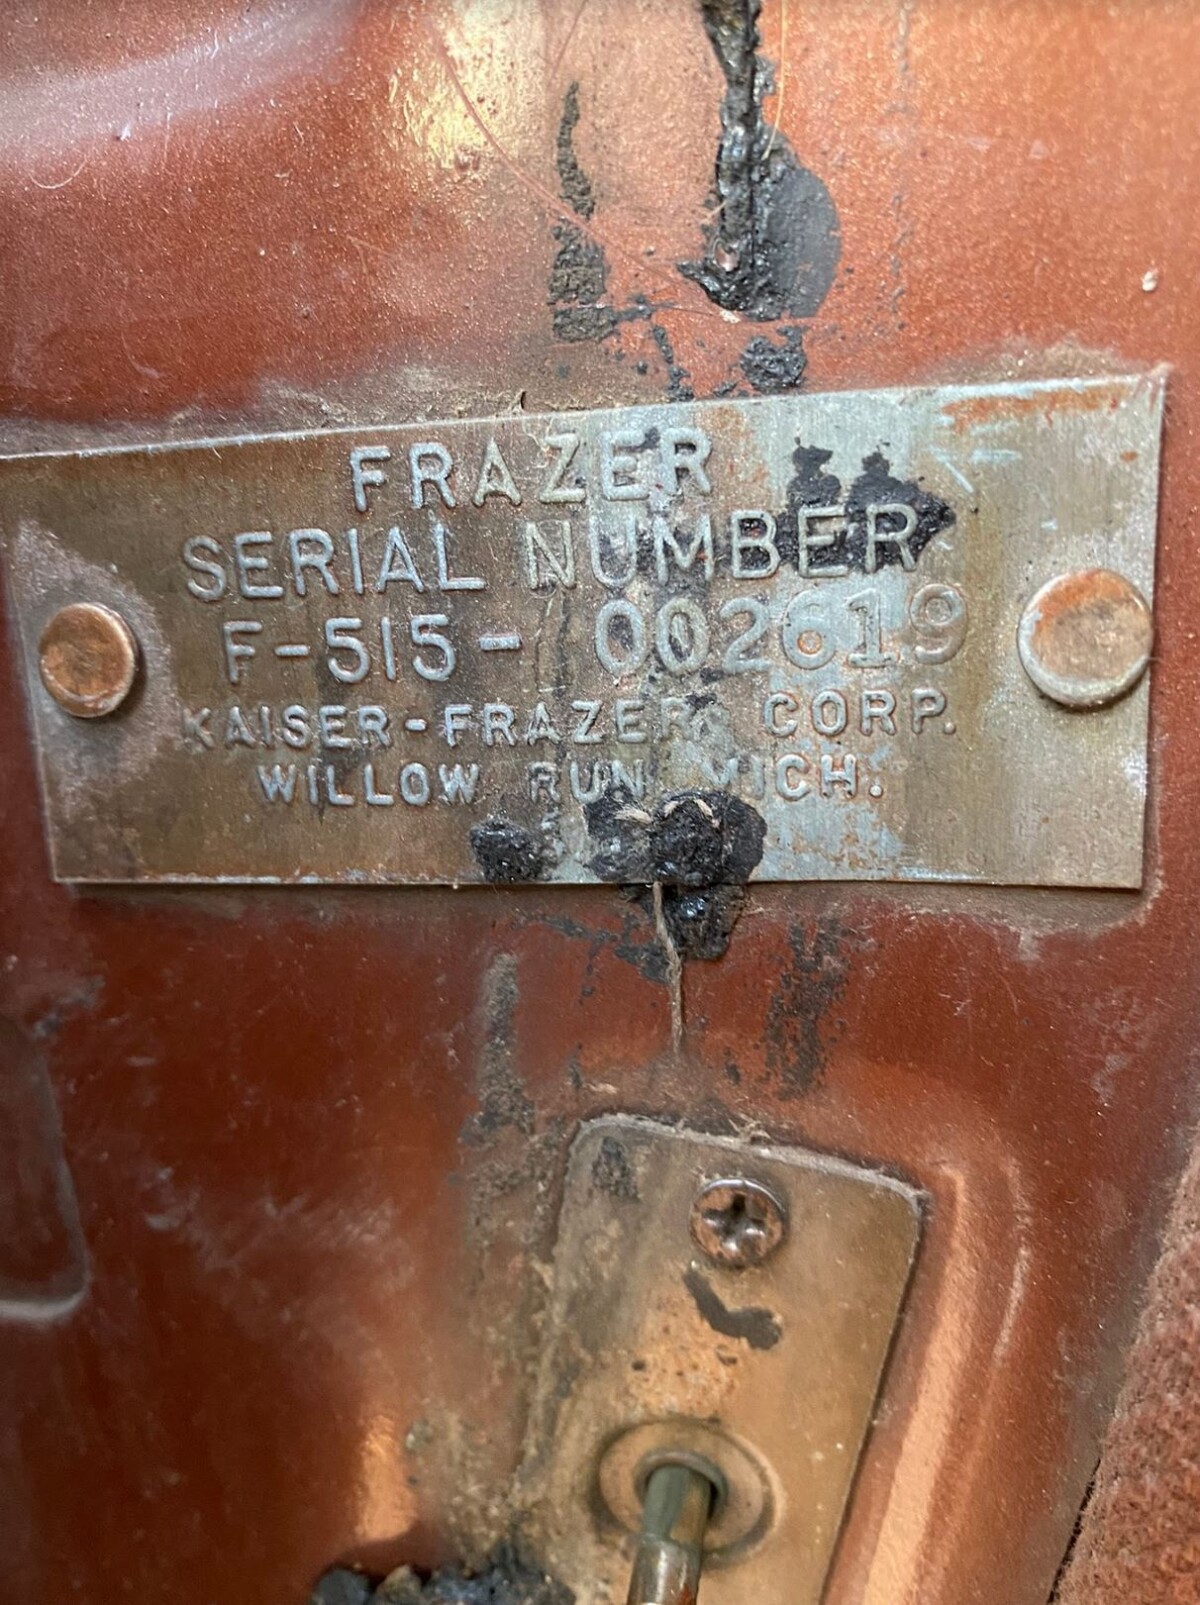 FRAZER
SERIAL NUMBER
F-515- 002619
KAISER-FRAZER CORP.
WILLOW RUN, MICH.